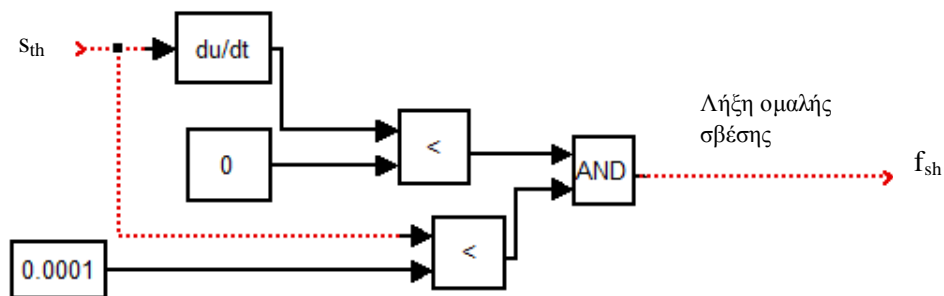 s_th
du/dt
Λήξη ομαλής
σβέσης
0
<
AND
f_sh
<
0.0001